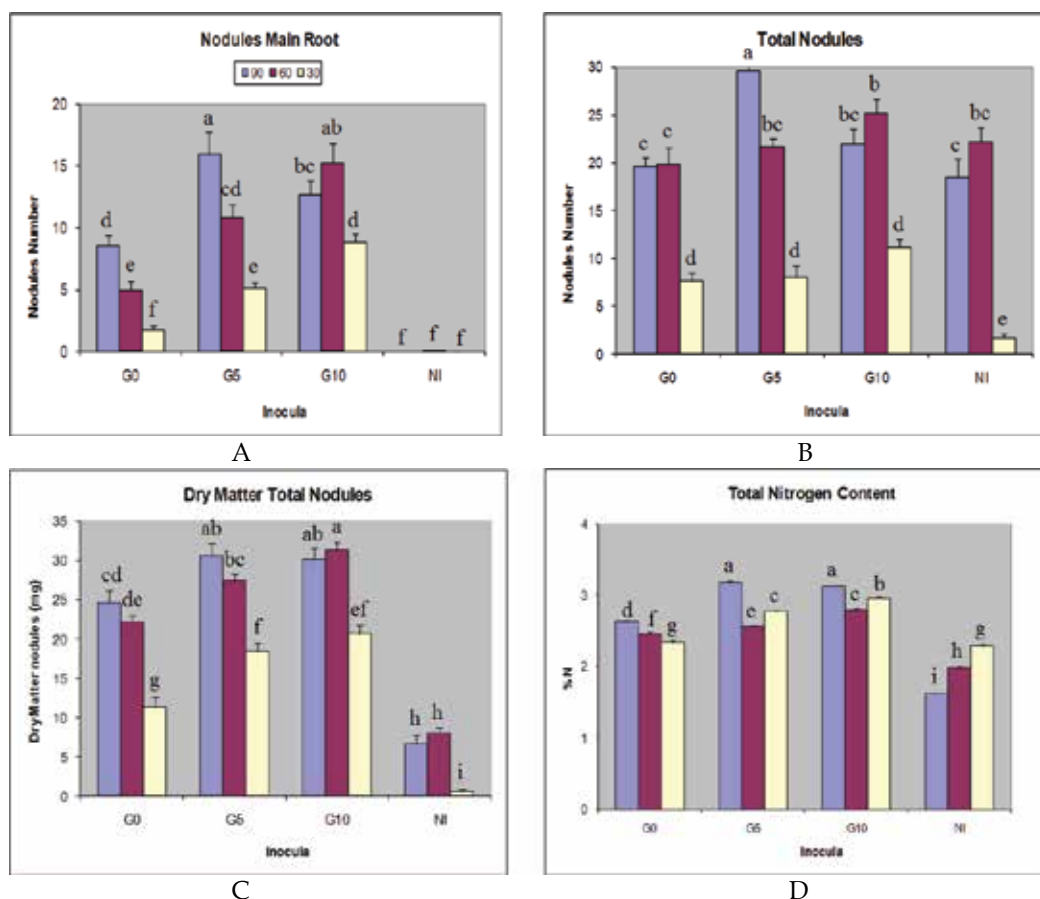 Nodules Main Root
90 60 30
20
15
10
5
0
Nodules Number
a
ab
bc
cd
d
d
e
e
f
f f f
G0 G5 G10 NI
Inocula
A
Total Nodules
30
25
20
15
10
5
0
Nodules Number
a
b
bc
bc
bc
c c
c
d
d
d
e
G0 G5 G10 NI
Inocula
B
Dry Matter Total Nodules
35
30
25
20
15
10
5
0
DryMatter nodules (mg)
ab
ab
a
cd
bc
de
ef
f
g
h h
i
G0 G5 G10 NI
Inocula
C
Total Nitrogen Content
4
3
2
1
0
% N
a
a
b
c
c
d
f
g
e
g
h
i
G0 G5 G10 NI
Inocula
D